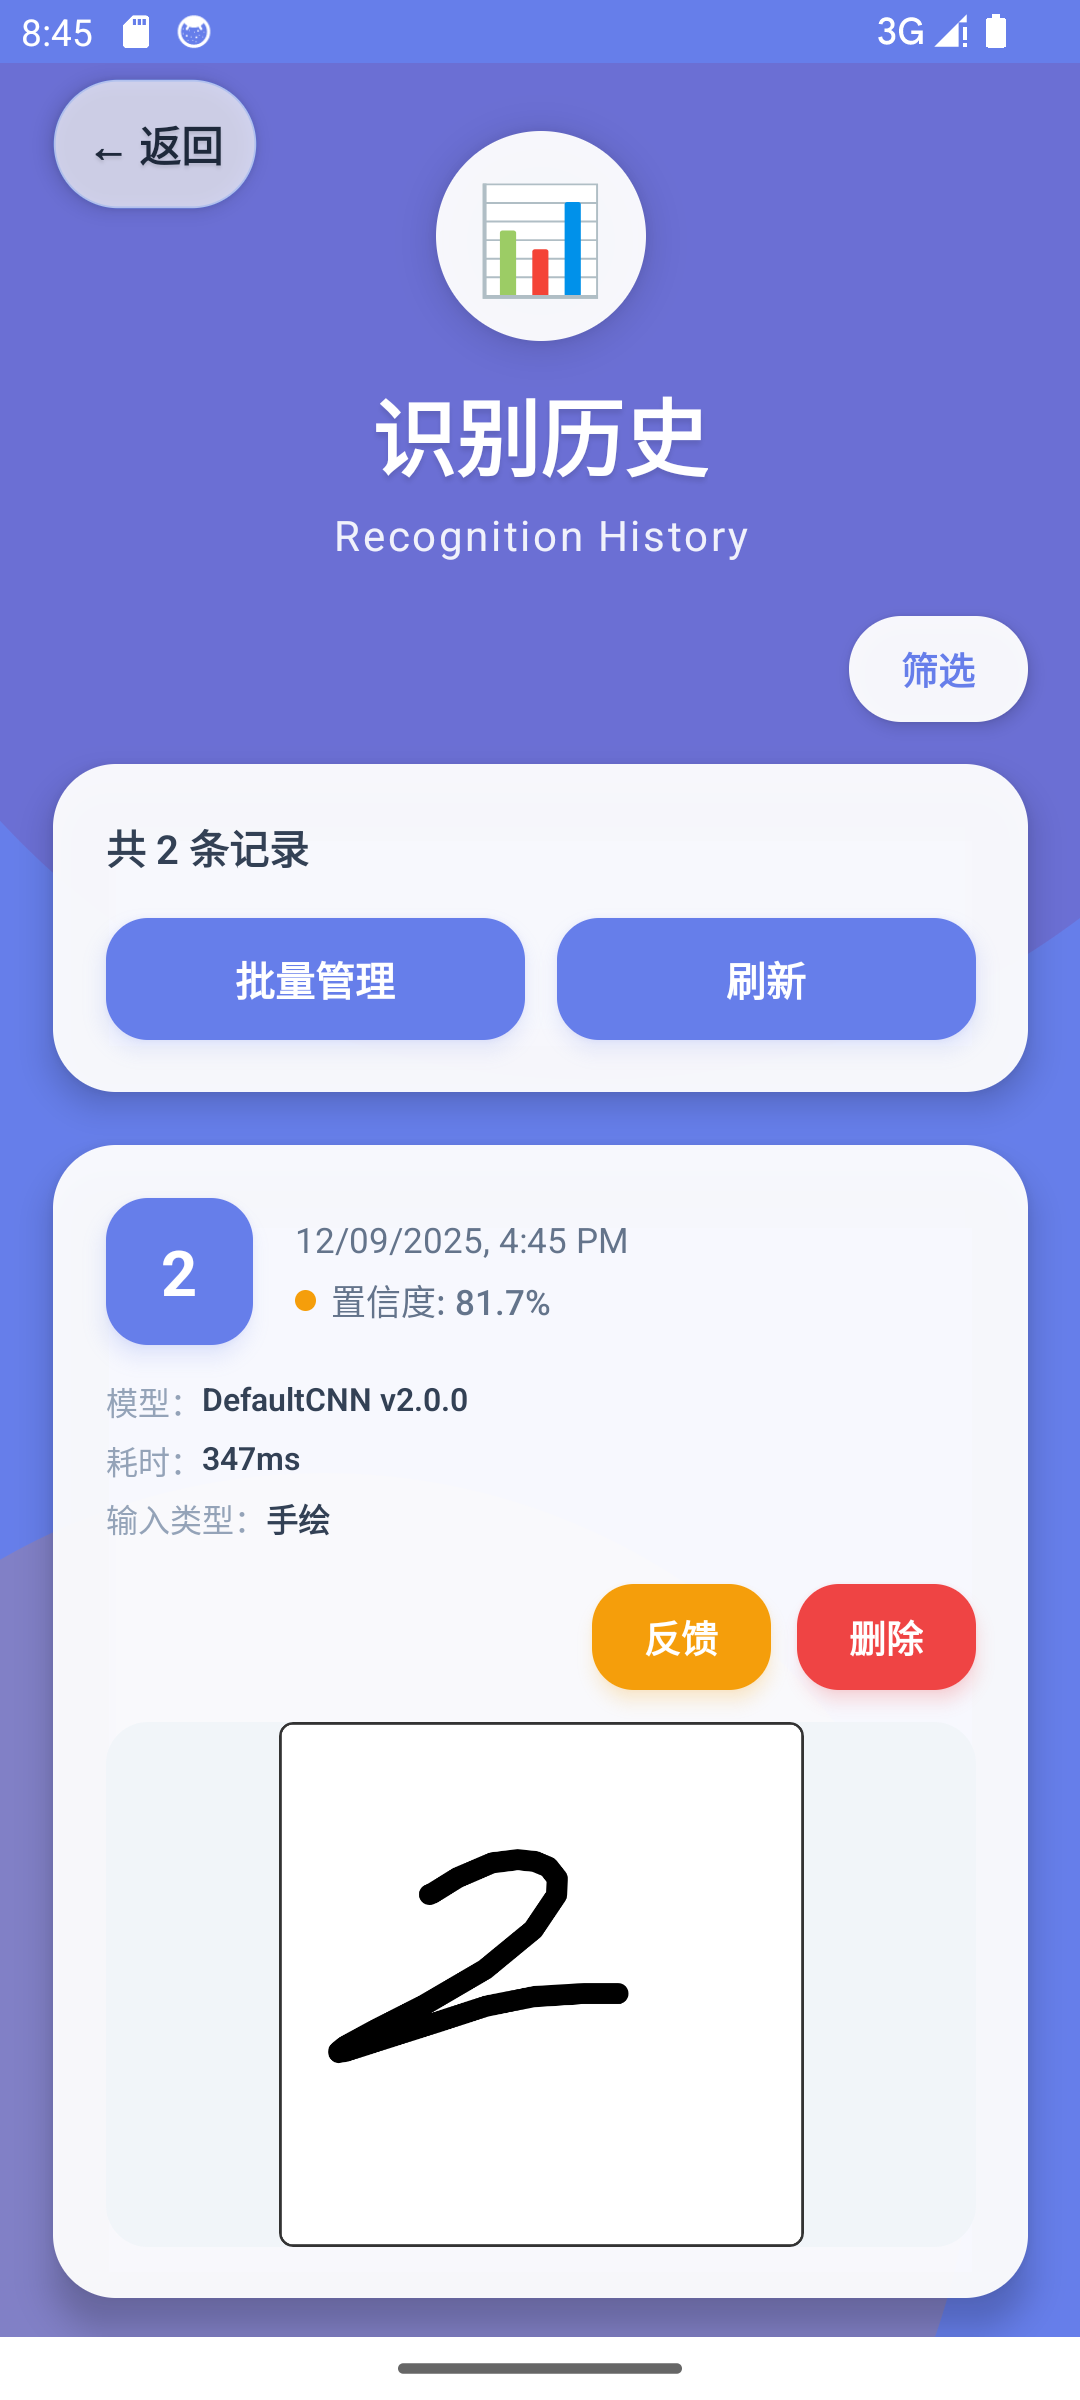 8:45
3G
← 返回
识别历史
Recognition History
筛选
共 2 条记录
批量管理
刷新
2
12/09/2025, 4:45 PM
置信度: 81.7%
模型：DefaultCNN v2.0.0
耗时：347ms
输入类型：手绘
反馈
删除
2